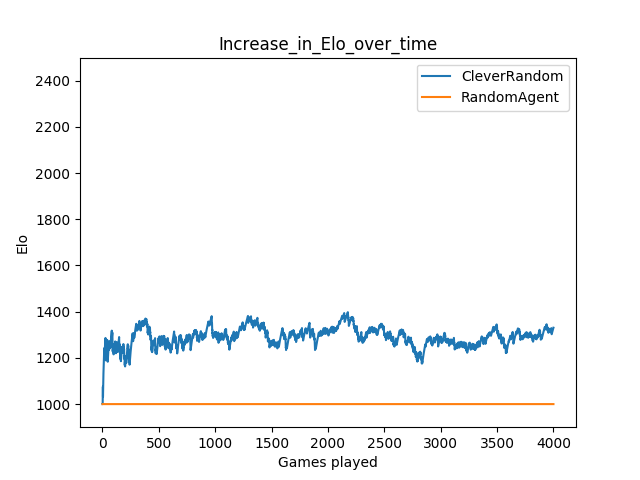 Increase_in_Elo_over_time
CleverRandom
RandomAgent
2400
2200
2000
1800
1600
1400
1200
1000
Elo
0 500 1000 1500 2000 2500 3000 3500 4000
Games played